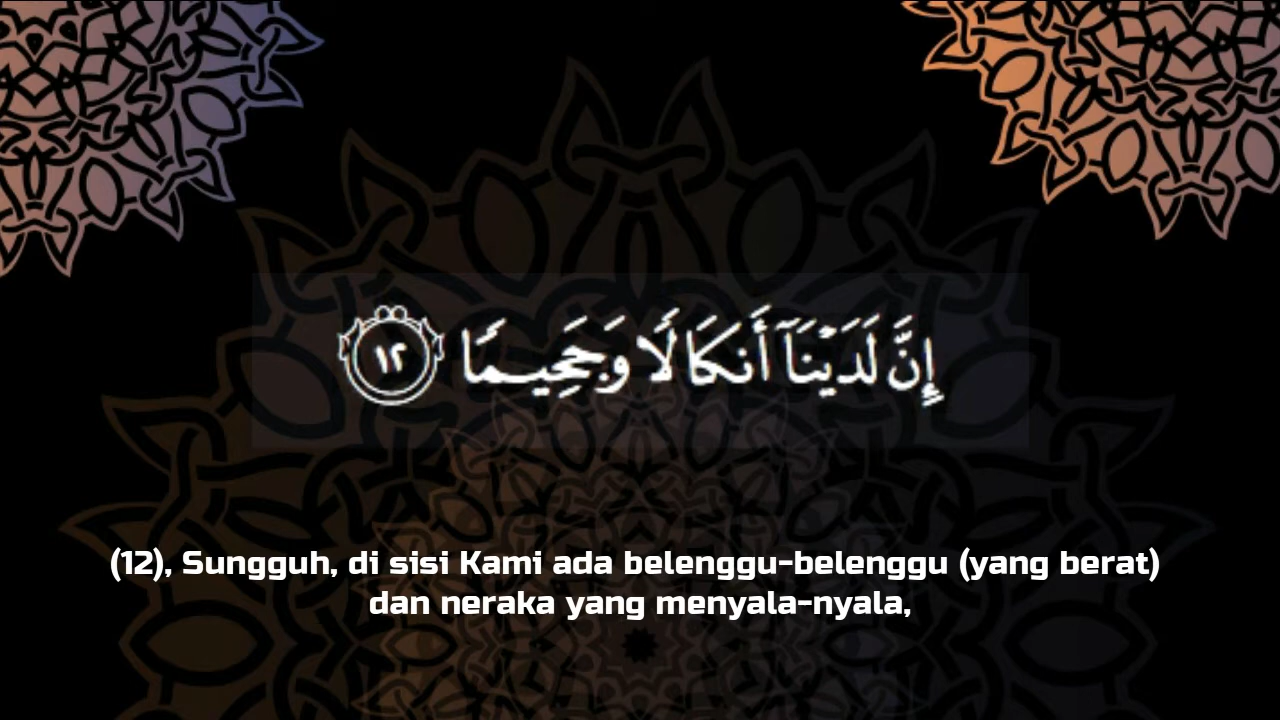 إِنَّ لَدَيْنَآ أَنكَالًا وَجَحِيمًا ١٢
(12), Sungguh, di sisi Kami ada belenggu-belenggu (yang berat)
dan neraka yang menyala-nyala,